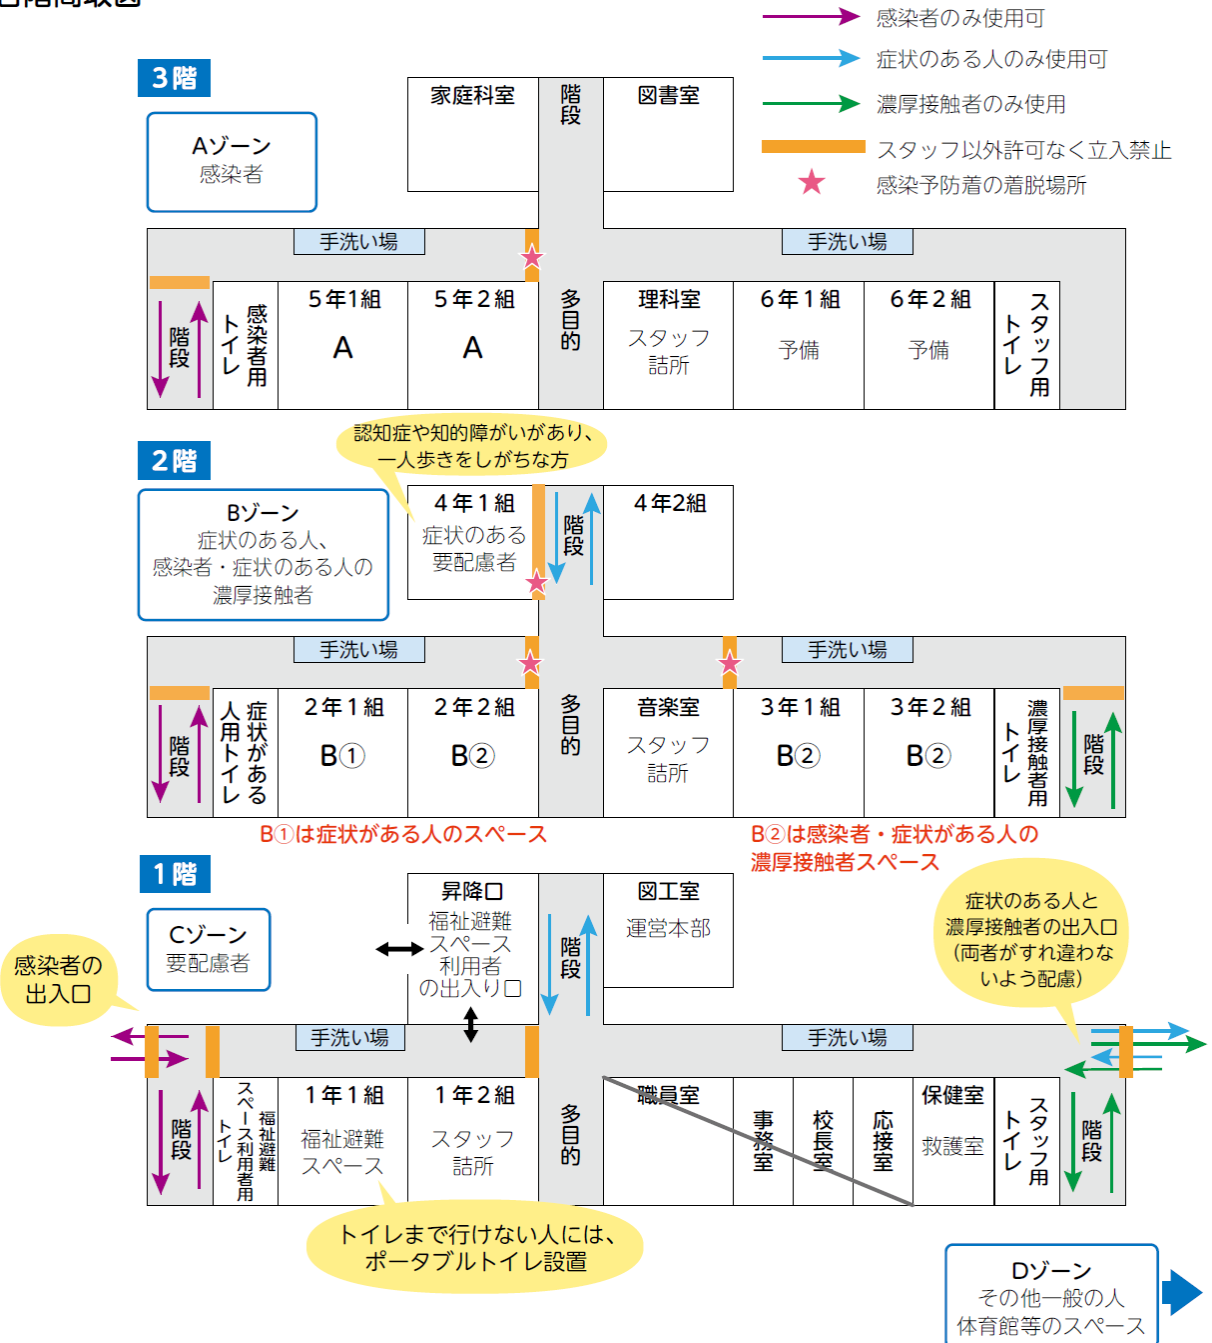 各階間取図
感染者のみ使用可
症状のある人のみ使用可
濃厚接触者のみ使用
スタッフ以外許可なく立入禁止
感染予防着の着脱場所
3階
Aゾーン
感染者
家庭科室
階段
図書室
手洗い場
手洗い場
階段
感染者用
トイレ
5年1組
A
5年2組
A
多目的
理科室
スタッフ
詰所
6年1組
予備
6年2組
予備
スタッフ用
トイレ
認知症や知的障がいがあり、
一人歩きをしがちな方
2階
Bゾーン
症状のある人、
感染者・症状のある人の
濃厚接触者
4年1組
症状のある
要配慮者
階段
4年2組
手洗い場
手洗い場
階段
症状がある
人用トイレ
2年1組
B①
2年2組
B②
多目的
音楽室
スタッフ
詰所
3年1組
B②
3年2組
B②
濃厚接触者用
トイレ
階段
B①は症状がある人のスペース
B②は感染者・症状がある人の
濃厚接触者スペース
1階
Cゾーン
要配慮者
感染者の
出入口
昇降口
福祉避難
スペース
利用者
の出入り口
階段
図工室
運営本部
症状のある人と
濃厚接触者の出入口
(両者がすれ違わな
いよう配慮)
手洗い場
手洗い場
階段
福祉避難
スペース利用者用
トイレ
1年1組
福祉避難
スペース
1年2組
スタッフ
詰所
多目的
職員室
事務室
校長室
応接室
保健室
救護室
スタッフ用
トイレ
階段
トイレまで行けない人には、
ポータブルトイレ設置
Dゾーン
その他一般の人
体育館等のスペース